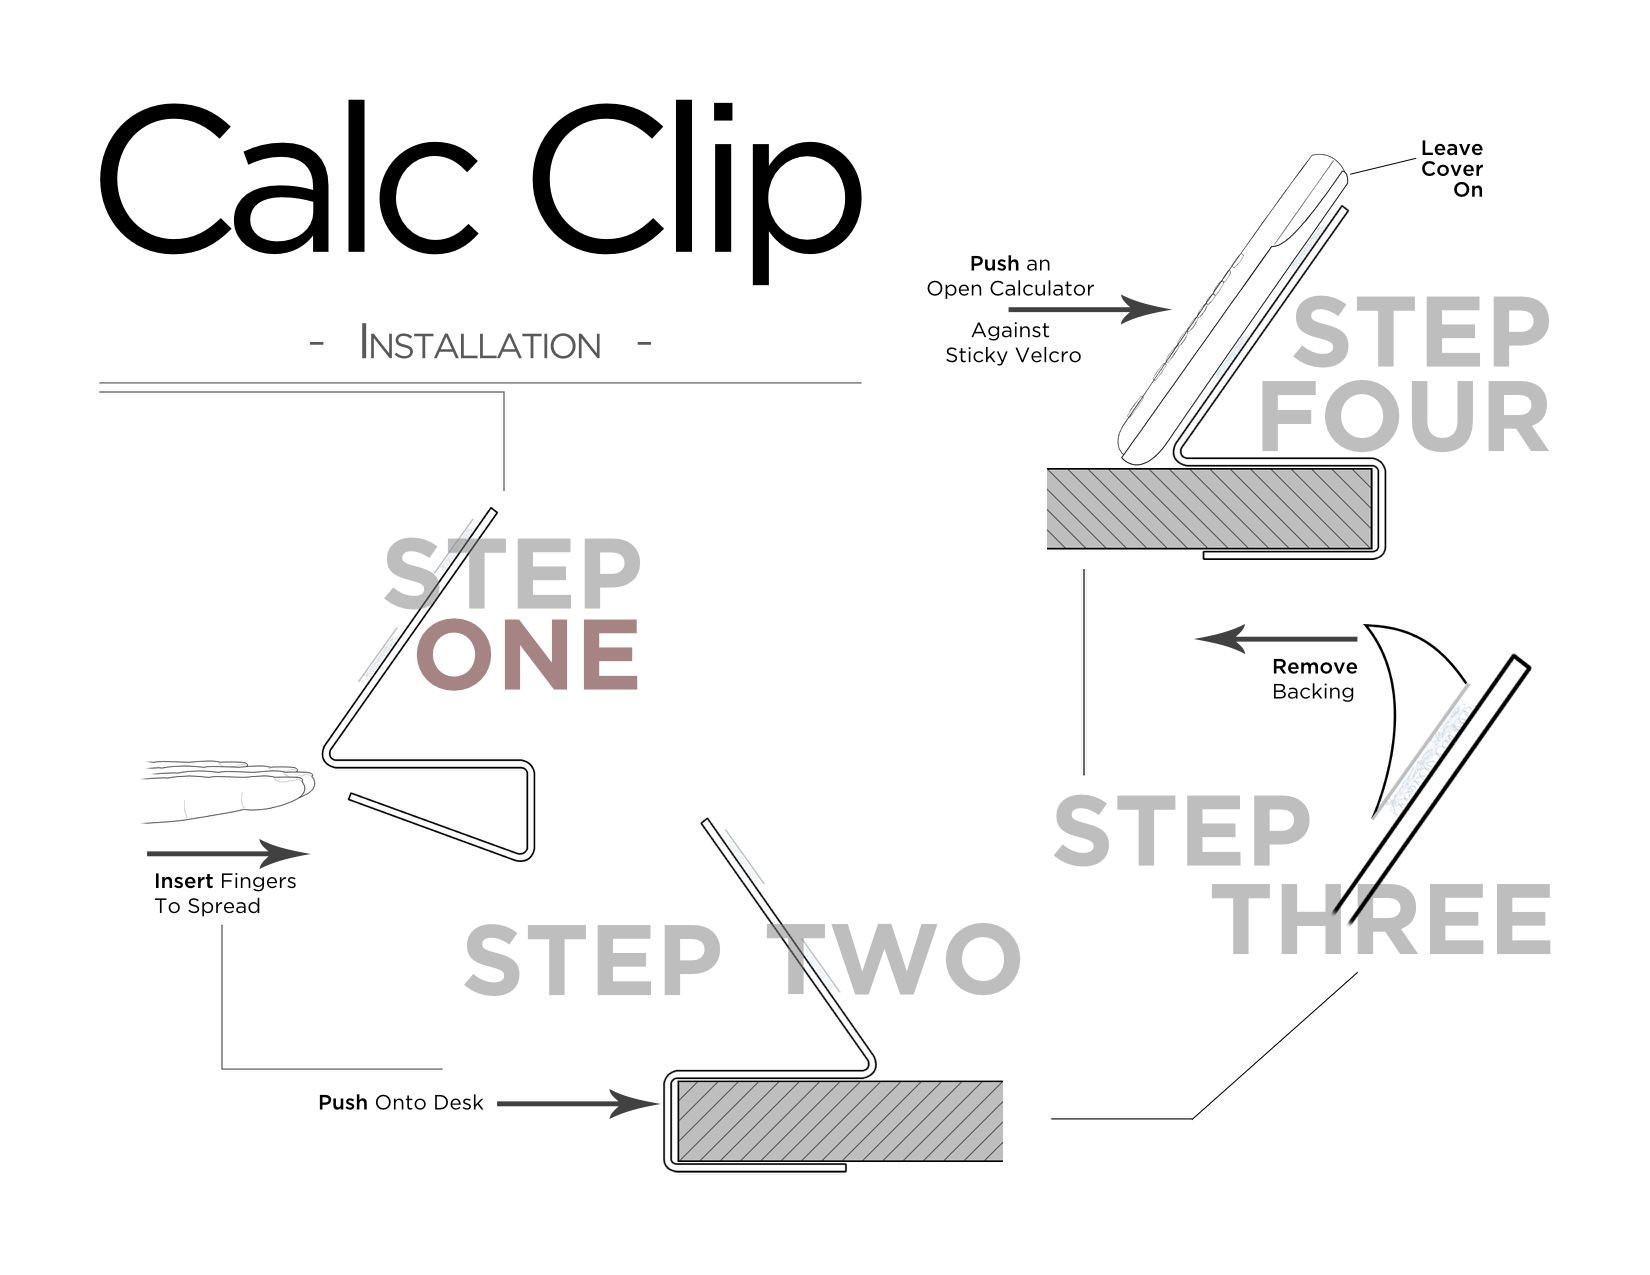 Calc Clip
- INSTALLATION -
STEP
ONE
Insert Fingers
To Spread
STEP TWO
Push Onto Desk
STEP
THREE
Remove
Backing
STEP
FOUR
Push an
Open Calculator
Against
Sticky Velcro
Leave
Cover
On